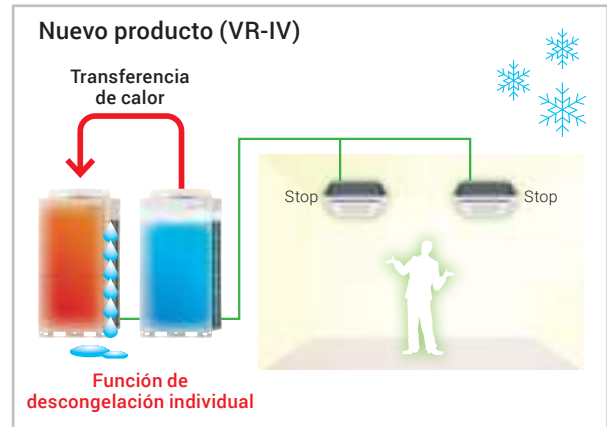 Nuevo producto (VR-IV)
Transferencia
de calor
Stop
Stop
Función de
descongelación individual